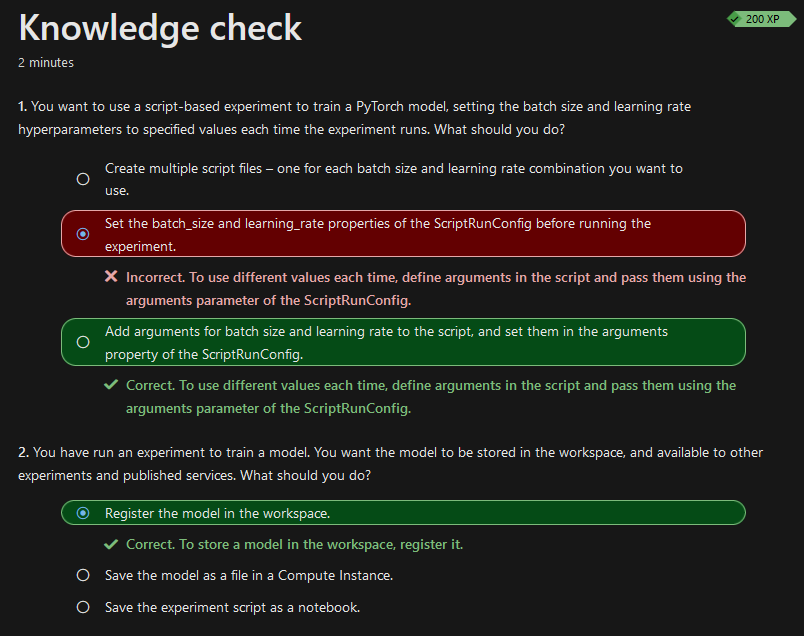 Knowledge check
200 XP
2 minutes
1. You want to use a script-based experiment to train a PyTorch model, setting the batch size and learning rate
hyperparameters to specified values each time the experiment runs. What should you do?
Create multiple script files – one for each batch size and learning rate combination you want to
use.
Set the batch_size and learning_rate properties of the ScriptRunConfig before running the
experiment.
Incorrect. To use different values each time, define arguments in the script and pass them using the
arguments parameter of the ScriptRunConfig.
Add arguments for batch size and learning rate to the script, and set them in the arguments
property of the ScriptRunConfig.
Correct. To use different values each time, define arguments in the script and pass them using the
arguments parameter of the ScriptRunConfig.
2. You have run an experiment to train a model. You want the model to be stored in the workspace, and available to other
experiments and published services. What should you do?
Register the model in the workspace.
Correct. To store a model in the workspace, register it.
Save the model as a file in a Compute Instance.
Save the experiment script as a notebook.